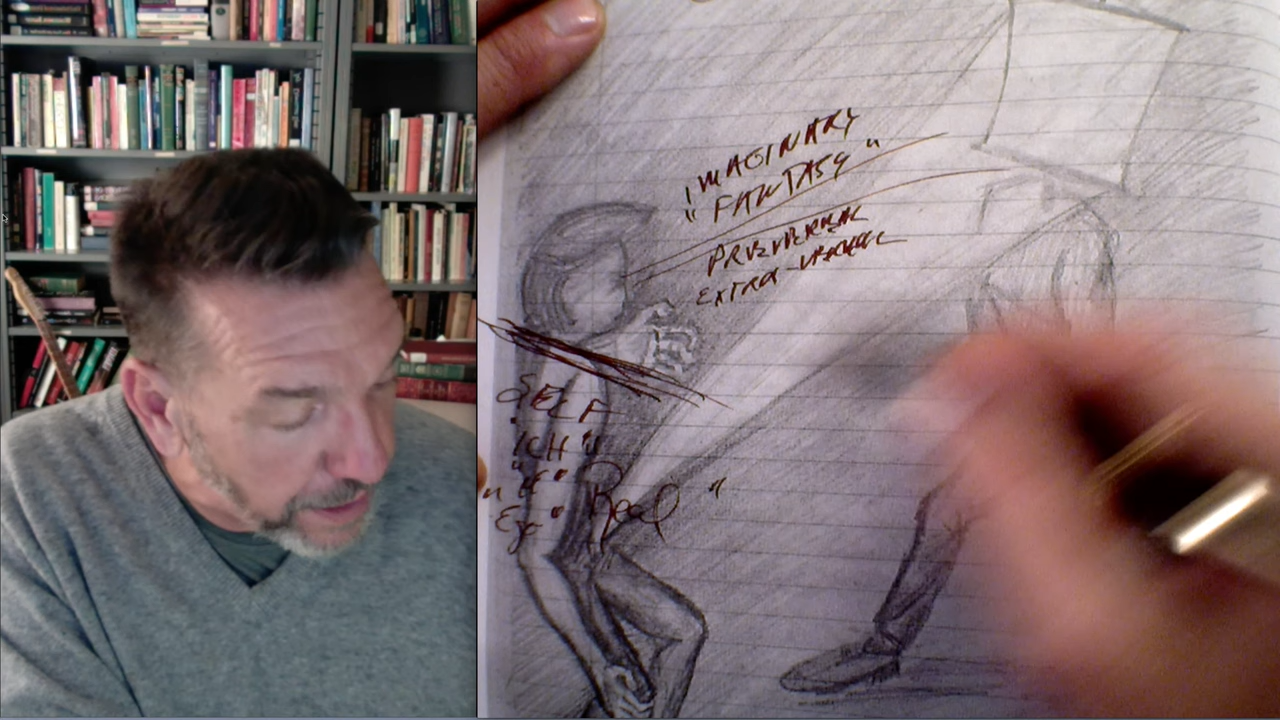 IMAGINARY
"FANTASY"
PREVERBAL
EXTRA-VERBAL
SELF
"ICH"
"
Ego" Real "